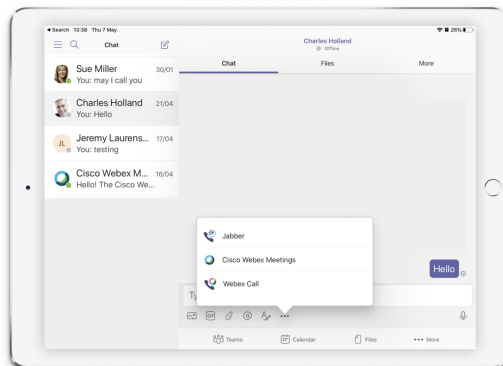 Search 13:38 Thu 7 May
26%
Chat
Sue Miller 30/01
You: may I call you
Charles Holland 21/04
You: Hello
JL
Jeremy Laurens... 17/04
You: testing
Cisco Webex M... 16/04
Hello! The Cisco We...
Charles Holland
Offline
Chat Files More
Jabber
Cisco Webex Meetings
Webex Call
Hello
Ty
GIF
Teams Calendar Files More